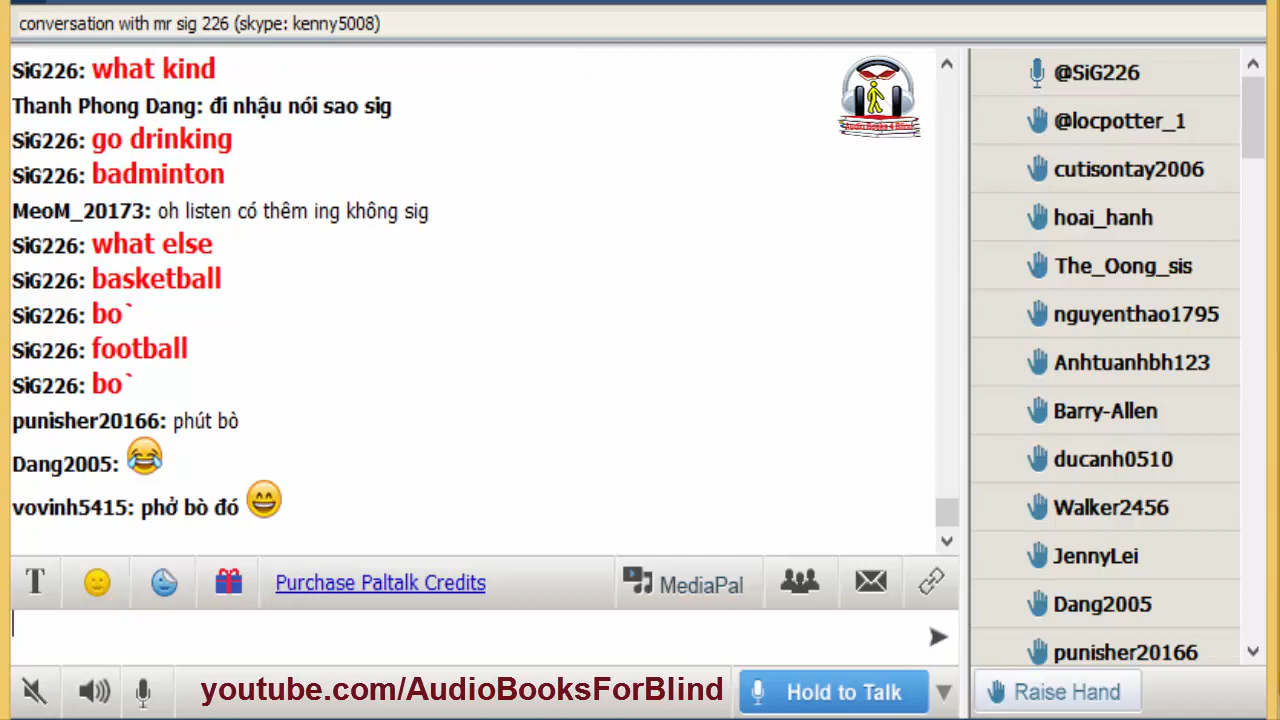 conversation with mr sig 226 (skype: kenny5008)
SiG226: what kind
Thanh Phong Dang: đi nhậu nói sao sig
SiG226: go drinking
SiG226: badminton
MeoM_20173: oh listen có thêm ing không sig
SiG226: what else
SiG226: basketball
SiG226: bo`
SiG226: football
SiG226: bo`
punisher20166: phút bò
Dang2005:
vovinh5415: phở bò đó
Audio Books 4 Blind
@SiG226
@locpotter_1
cutisontay2006
hoai_hanh
The_Oong_sis
nguyenthao1795
Anhtuanhbh123
Barry-Allen
ducanh0510
Walker2456
JennyLei
Dang2005
punisher20166
T
Purchase Paltalk Credits
MediaPal
youtube.com/AudioBooksForBlind
Hold to Talk
Raise Hand